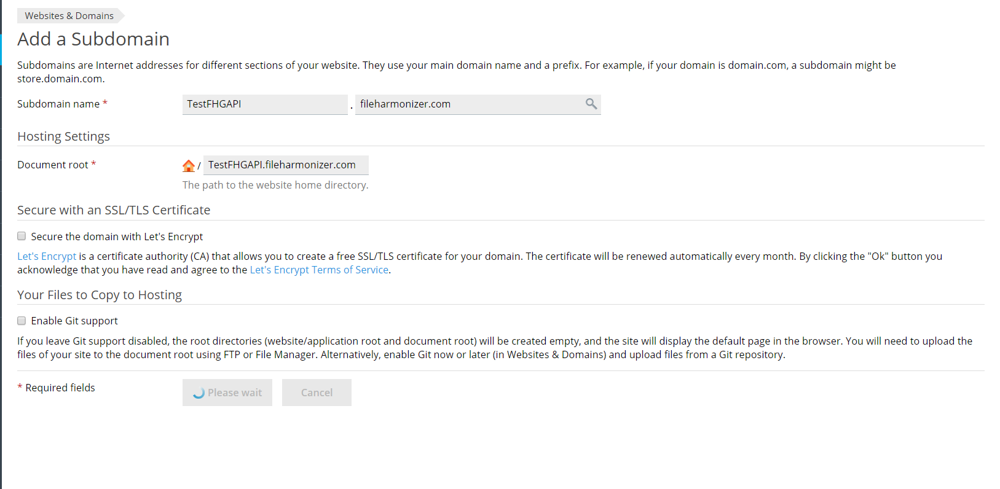 Websites & Domains
Add a Subdomain
Subdomains are Internet addresses for different sections of your website. They use your main domain name and a prefix. For example, if your domain is domain.com, a subdomain might be
store.domain.com.
Subdomain name * TestFHGAPI . fileharmonizer.com
Hosting Settings
Document root * / TestFHGAPI.fileharmonizer.com
The path to the website home directory.
Secure with an SSL/TLS Certificate
Secure the domain with Let's Encrypt
Let's Encrypt is a certificate authority (CA) that allows you to create a free SSL/TLS certificate for your domain. The certificate will be renewed automatically every month. By clicking the "Ok" button you
acknowledge that you have read and agree to the Let's Encrypt Terms of Service.
Your Files to Copy to Hosting
Enable Git support
If you leave Git support disabled, the root directories (website/application root and document root) will be created empty, and the site will display the default page in the browser. You will need to upload the
files of your site to the document root using FTP or File Manager. Alternatively, enable Git now or later (in Websites & Domains) and upload files from a Git repository.
* Required fields Please wait Cancel